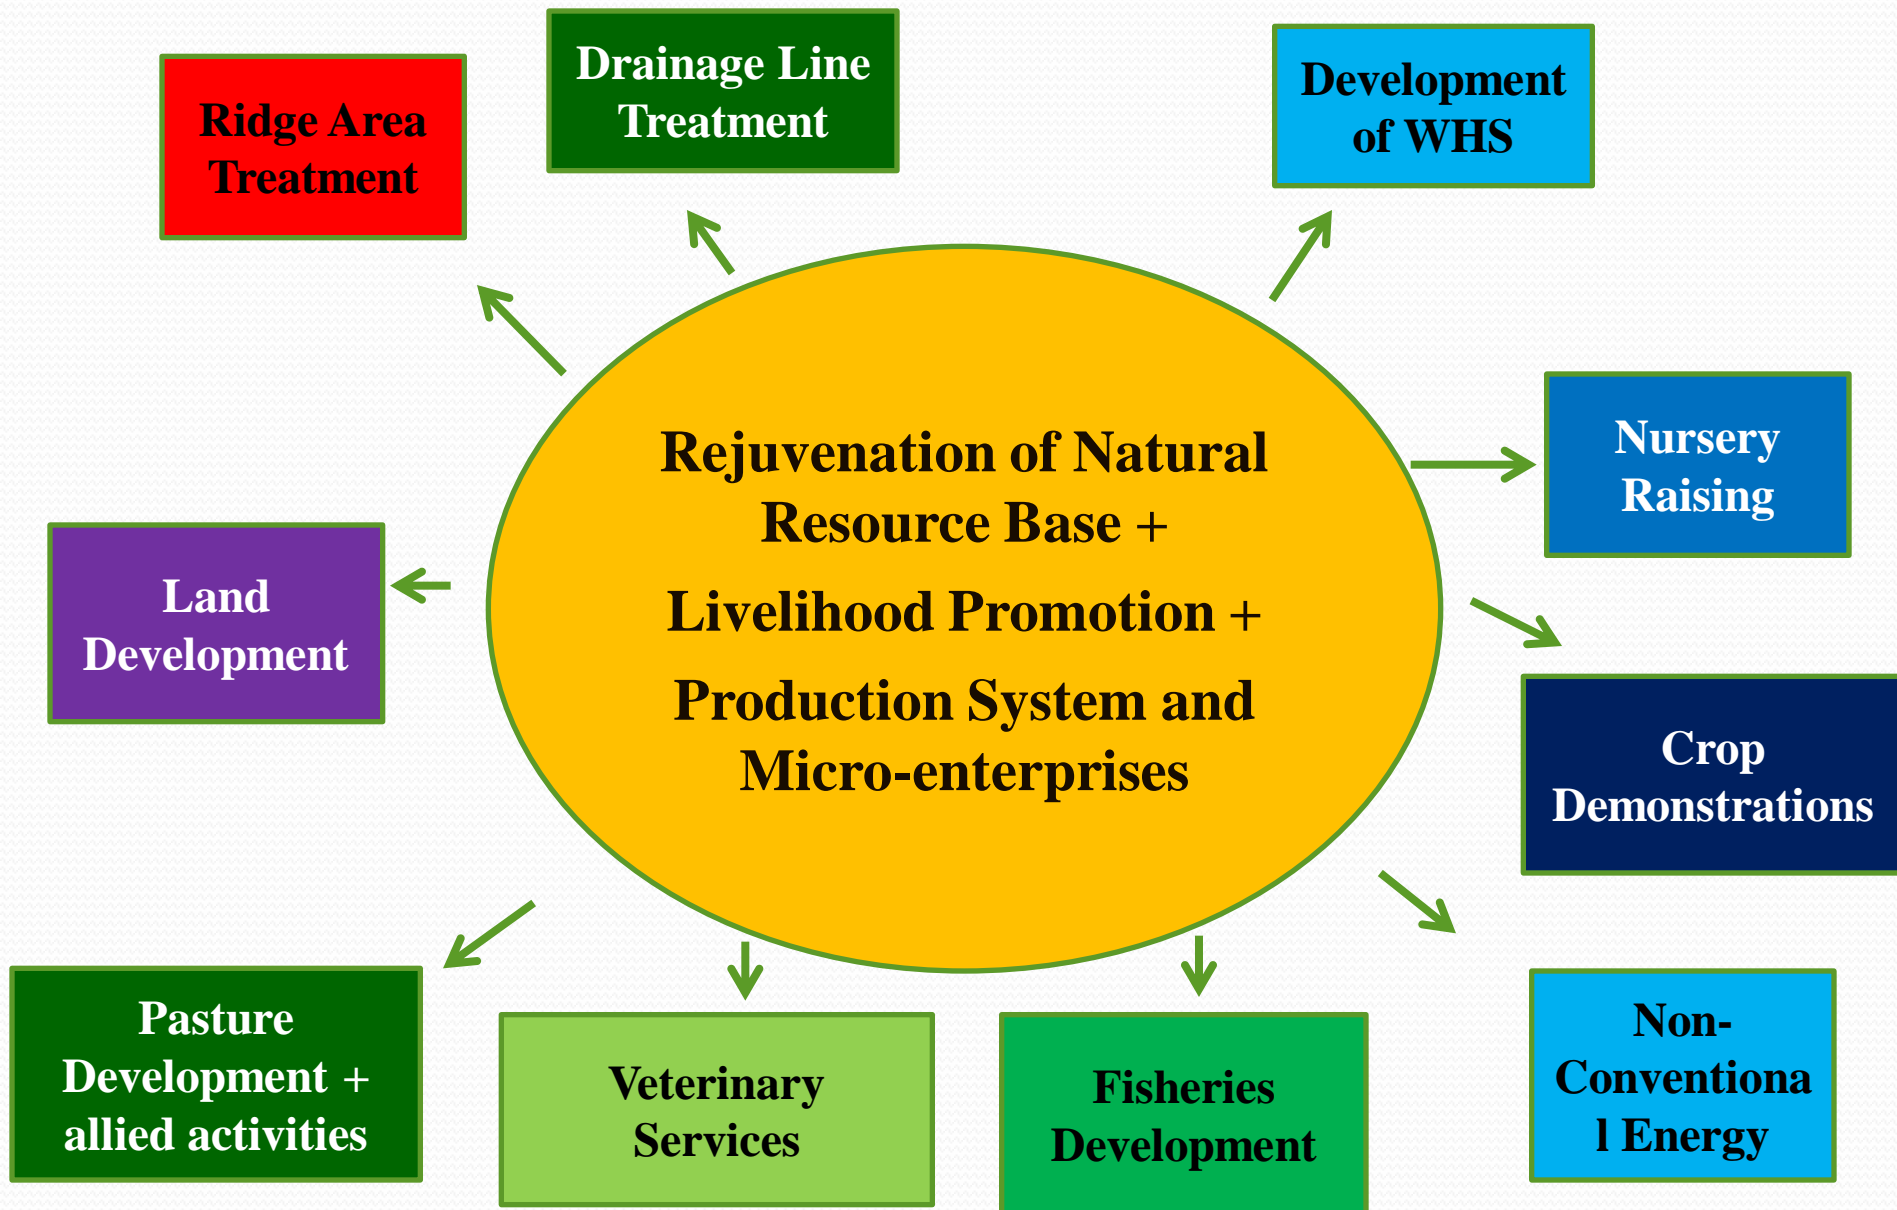 Drainage Line
Treatment
Development
of WHS
Ridge Area
Treatment
Rejuvenation of Natural
Resource Base +
Livelihood Promotion +
Production System and
Micro-enterprises
Nursery
Raising
Land
Development
Crop
Demonstrations
Pasture
Development +
allied activities
Veterinary
Services
Fisheries
Development
Non-
Conventiona
l Energy